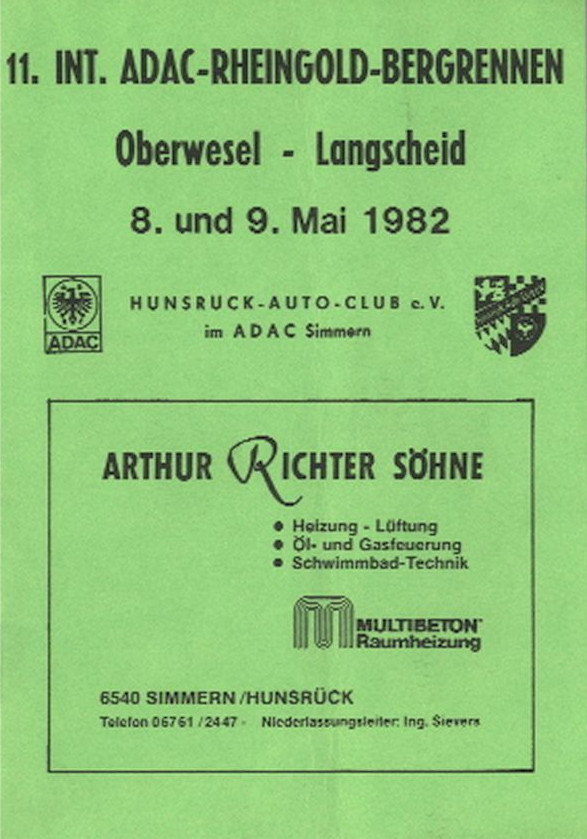 11. INT. ADAC-RHEINGOLD-BERGRENNEN
Oberwesel - Langscheid
8. und 9. Mai 1982
HUNSRÜCK-AUTO-CLUB e.V.
im ADAC Simmern
ADAC
ARTHUR RICHTER SÖHNE
● Heizung - Lüftung
● Öl- und Gasfeuerung
● Schwimmbad-Technik
MULTIBETON
Raumheizung
6540 SIMMERN/HUNSRÜCK
Telefon 06761/2447 - Niederlassungsleiter: Ing. Sievers